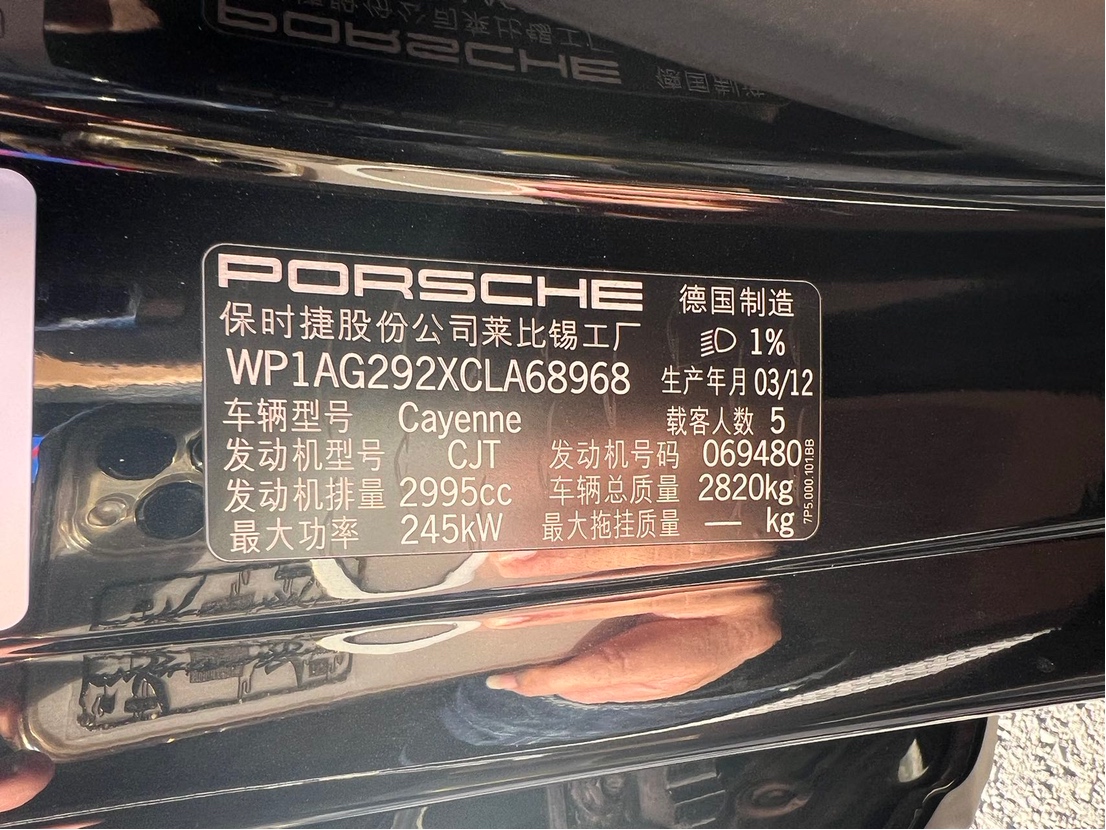 PORSCHE
德国制造
保时捷股份公司莱比锡工厂
1%
WP1AG292XCLA68968 生产年月 03/12
车辆型号 Cayenne 载客人数 5
发动机型号 CJT 发动机号码 069480
发动机排量 2995cc 车辆总质量 2820kg
最大功率 245kW 最大拖挂质量 — kg
7P5.000.101.BB